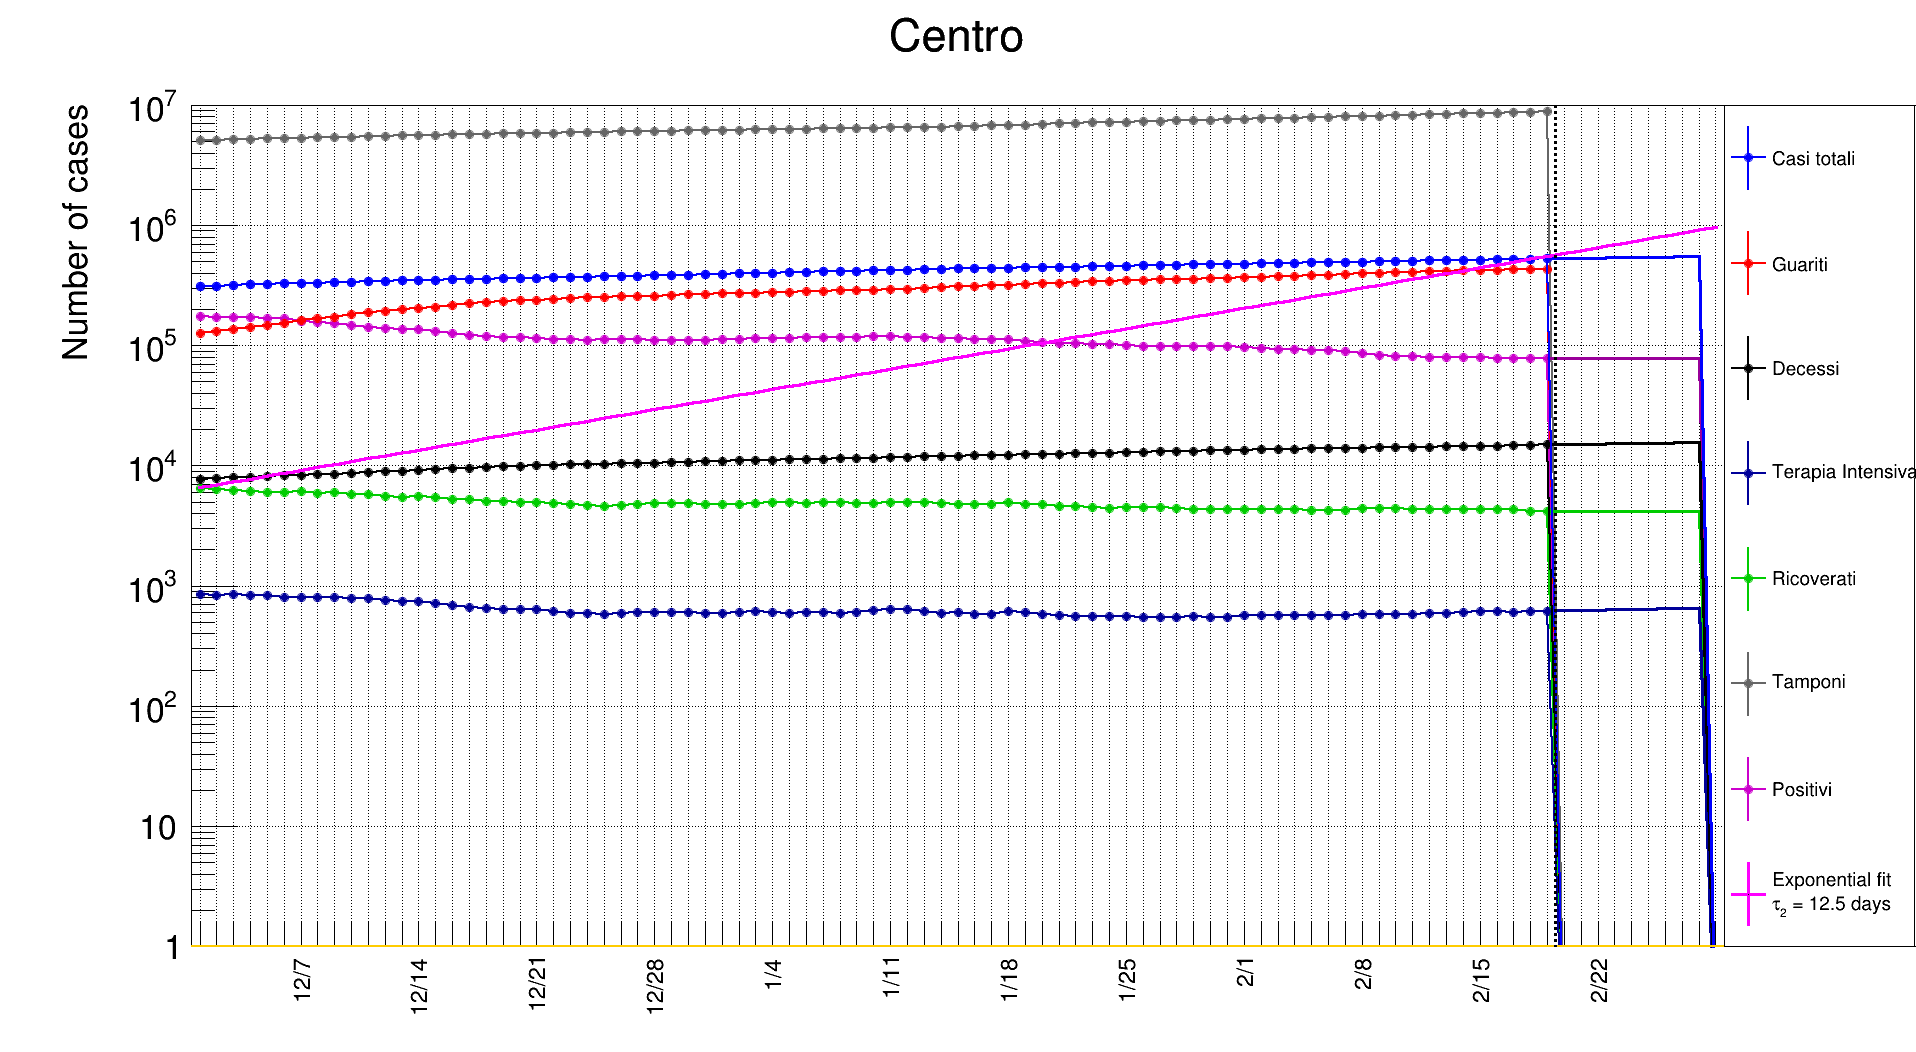 Centro
Number of cases
10^7
10^6
10^5
10^4
10^3
10^2
10
1
12/7
12/14
12/21
12/28
1/4
1/11
1/18
1/25
2/1
2/8
2/15
2/22
Casi totali
Guariti
Decessi
Terapia Intensiva
Ricoverati
Tamponi
Positivi
Exponential fit
τ_2 = 12.5 days